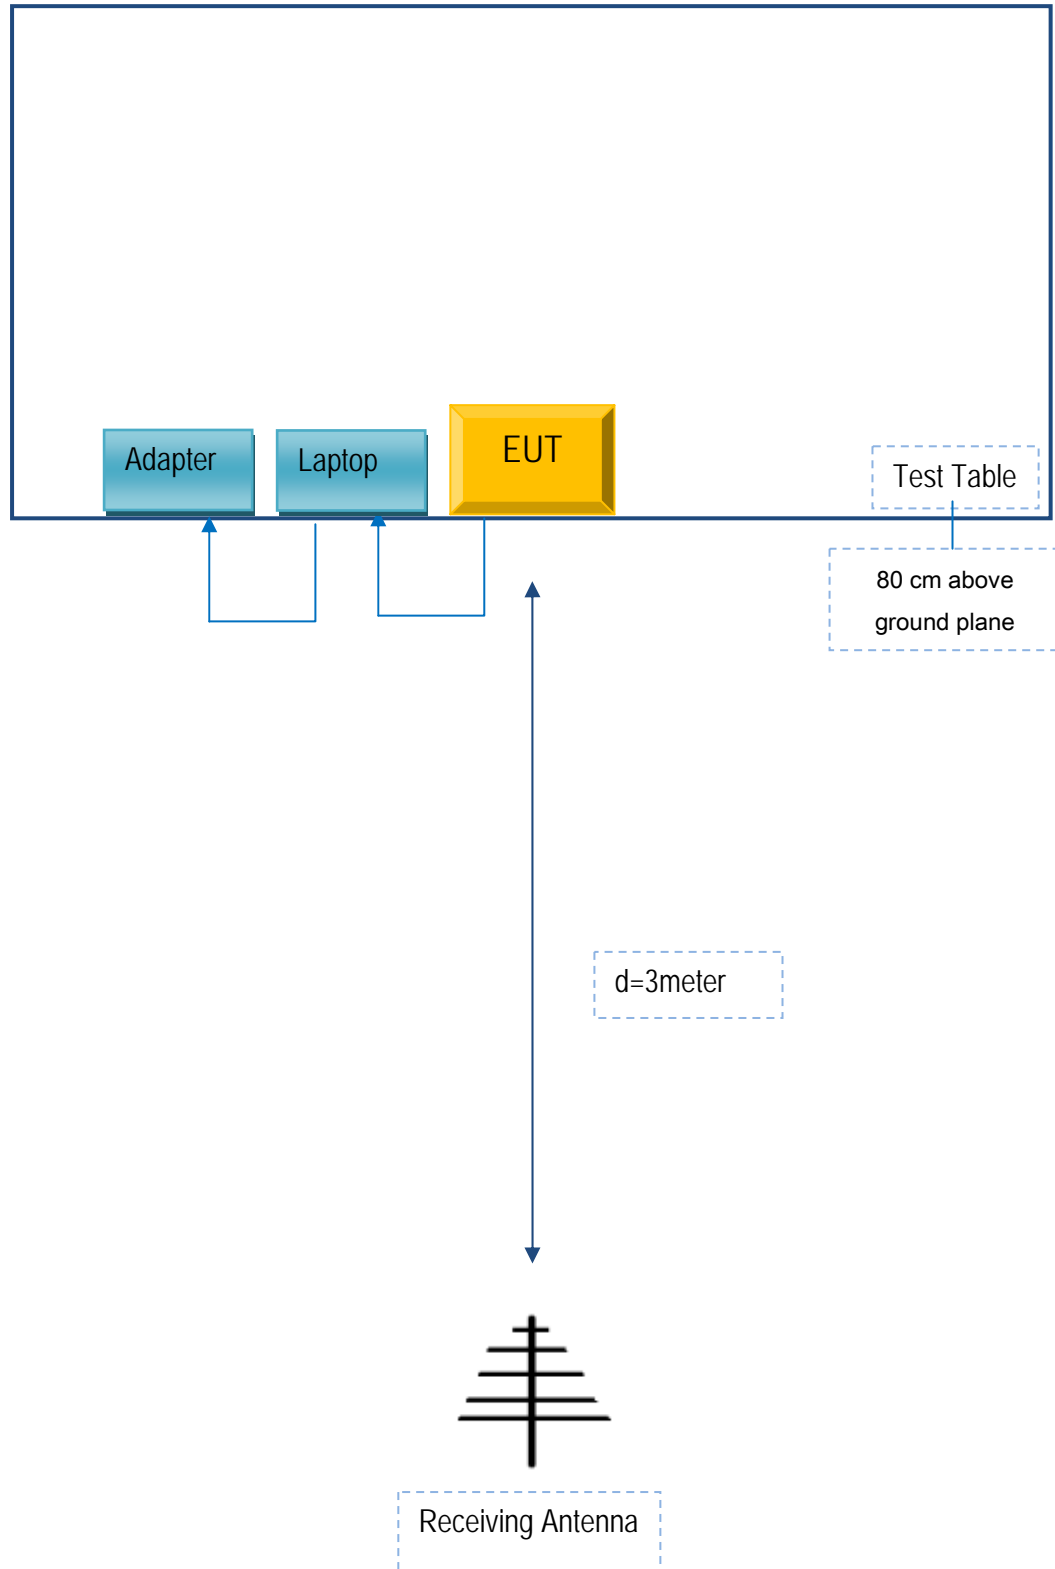 Adapter
Laptop
EUT
Test Table
80 cm above
ground plane
d=3meter
Receiving Antenna